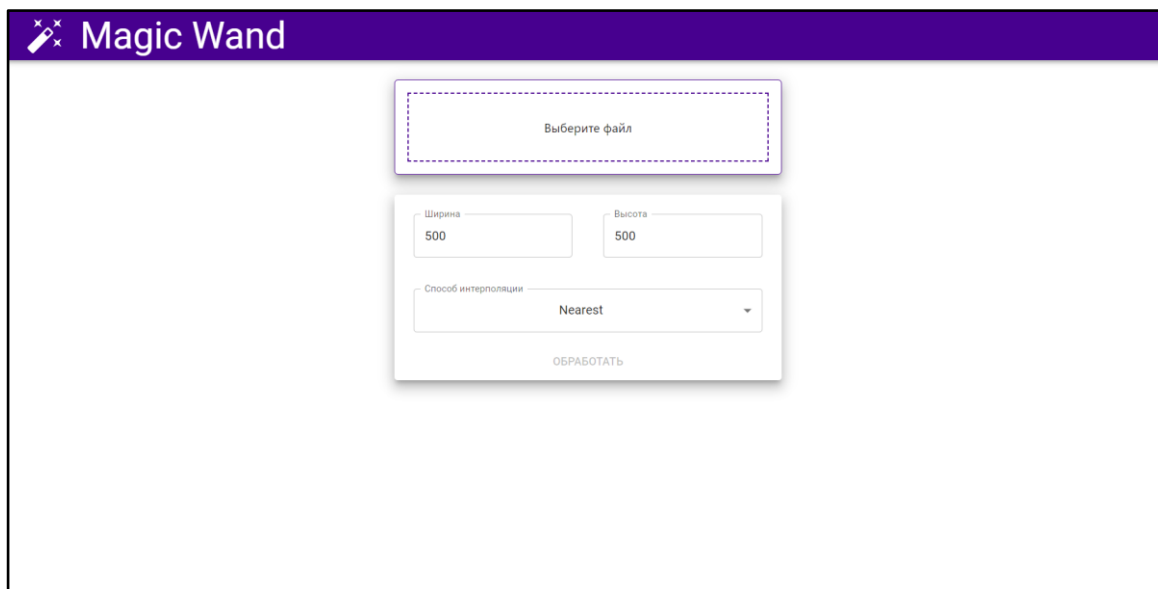 Magic Wand
Выберите файл
Ширина
Высота
500
500
Способ интерполяции
Nearest
ОБРАБОТАТЬ